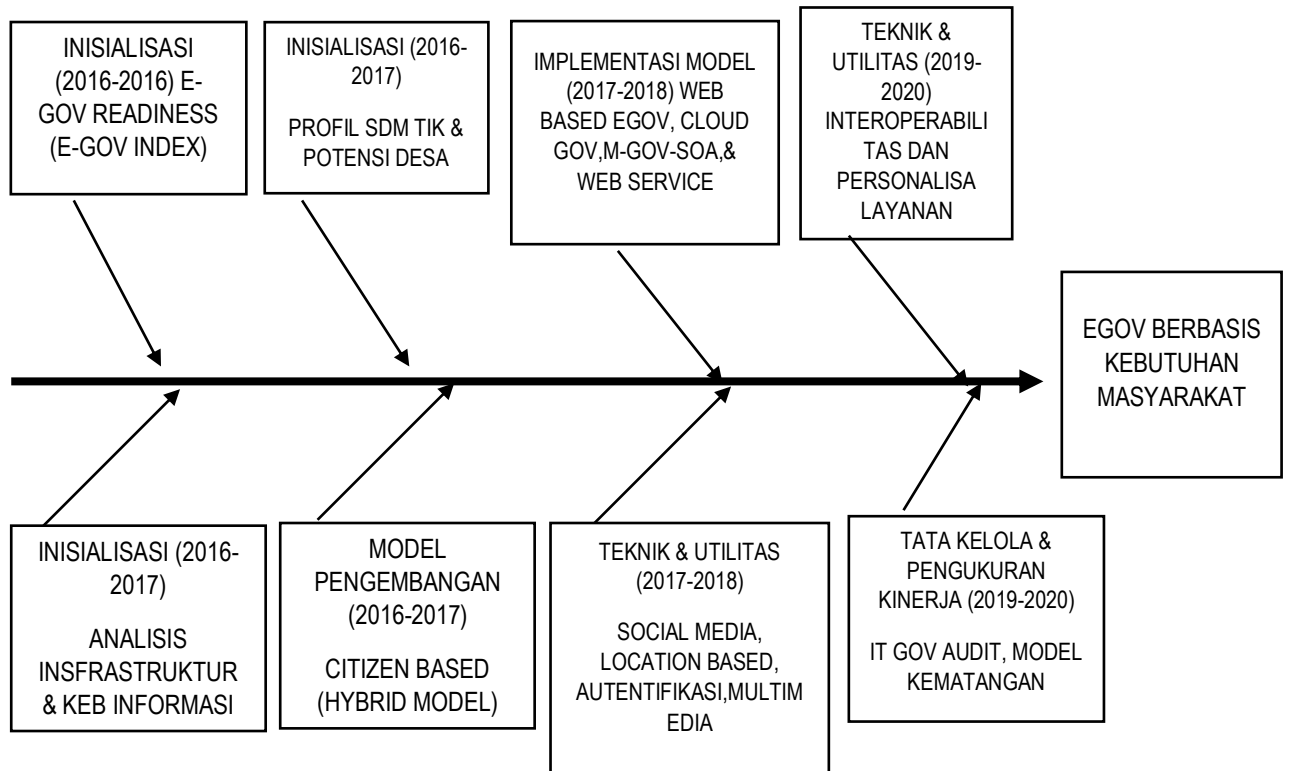 INISIALISASI
(2016-2016) E-
GOV READINESS
(E-GOV INDEX)
INISIALISASI (2016-
2017)
PROFIL SDM TIK &
POTENSI DESA
IMPLEMENTASI MODEL
(2017-2018) WEB
BASED EGOV, CLOUD
GOV,M-GOV-SOA,&
WEB SERVICE
TEKNIK &
UTILITAS (2019-
2020)
INTEROPERABILI
TAS DAN
PERSONALISA
LAYANAN
EGOV BERBASIS
KEBUTUHAN
MASYARAKAT
INISIALISASI (2016-
2017)
ANALISIS
INSFRASTRUKTUR
& KEB INFORMASI
MODEL
PENGEMBANGAN
(2016-2017)
CITIZEN BASED
(HYBRID MODEL)
TEKNIK & UTILITAS
(2017-2018)
SOCIAL MEDIA,
LOCATION BASED,
AUTENTIFIKASI,MULTIM
EDIA
TATA KELOLA &
PENGUKURAN
KINERJA (2019-2020)
IT GOV AUDIT, MODEL
KEMATANGAN